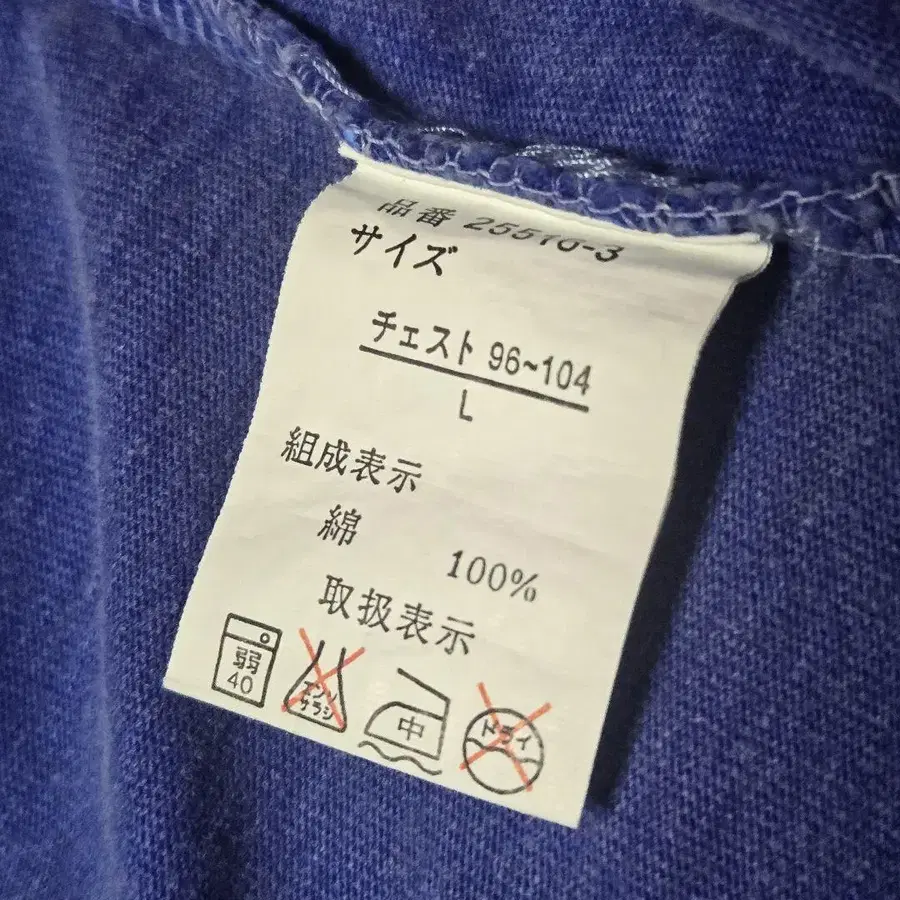 品番 25510-3
サイズ
チェスト 96~104
L
組成表示
綿 100%
取扱表示
弱 40
エンソ サラシ
中
ドライ